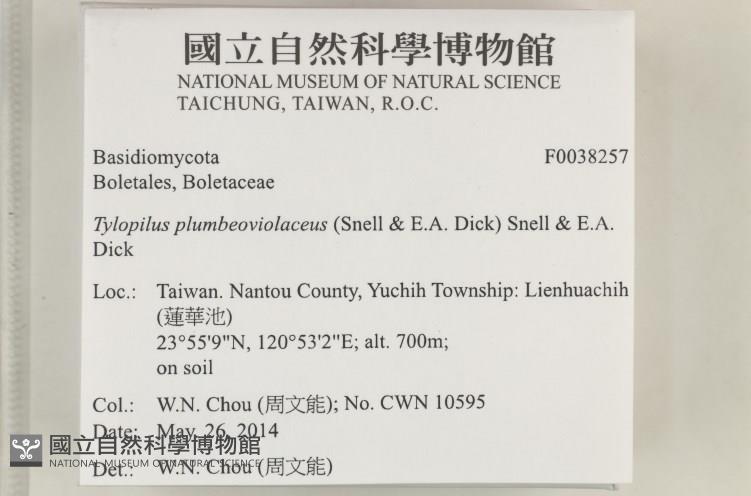 國立自然科學博物館
NATIONAL MUSEUM OF NATURAL SCIENCE
TAICHUNG, TAIWAN, R.O.C.
Basidiomycota F0038257
Boletales, Boletaceae
Tylopilus plumbeoviolaceus (Snell & E.A. Dick) Snell & E.A.
Dick
Loc.: Taiwan. Nantou County, Yuchih Township: Lienhuachih
(蓮華池)
23°55'9"N, 120°53'2"E; alt. 700m;
on soil
Col.: W.N. Chou (周文能); No. CWN 10595
Date: May, 26, 2014
國立自然科學博物館
NATIONAL MUSEUM OF NATURAL SCIENCE
Det.: W.N. Chou (周文能)